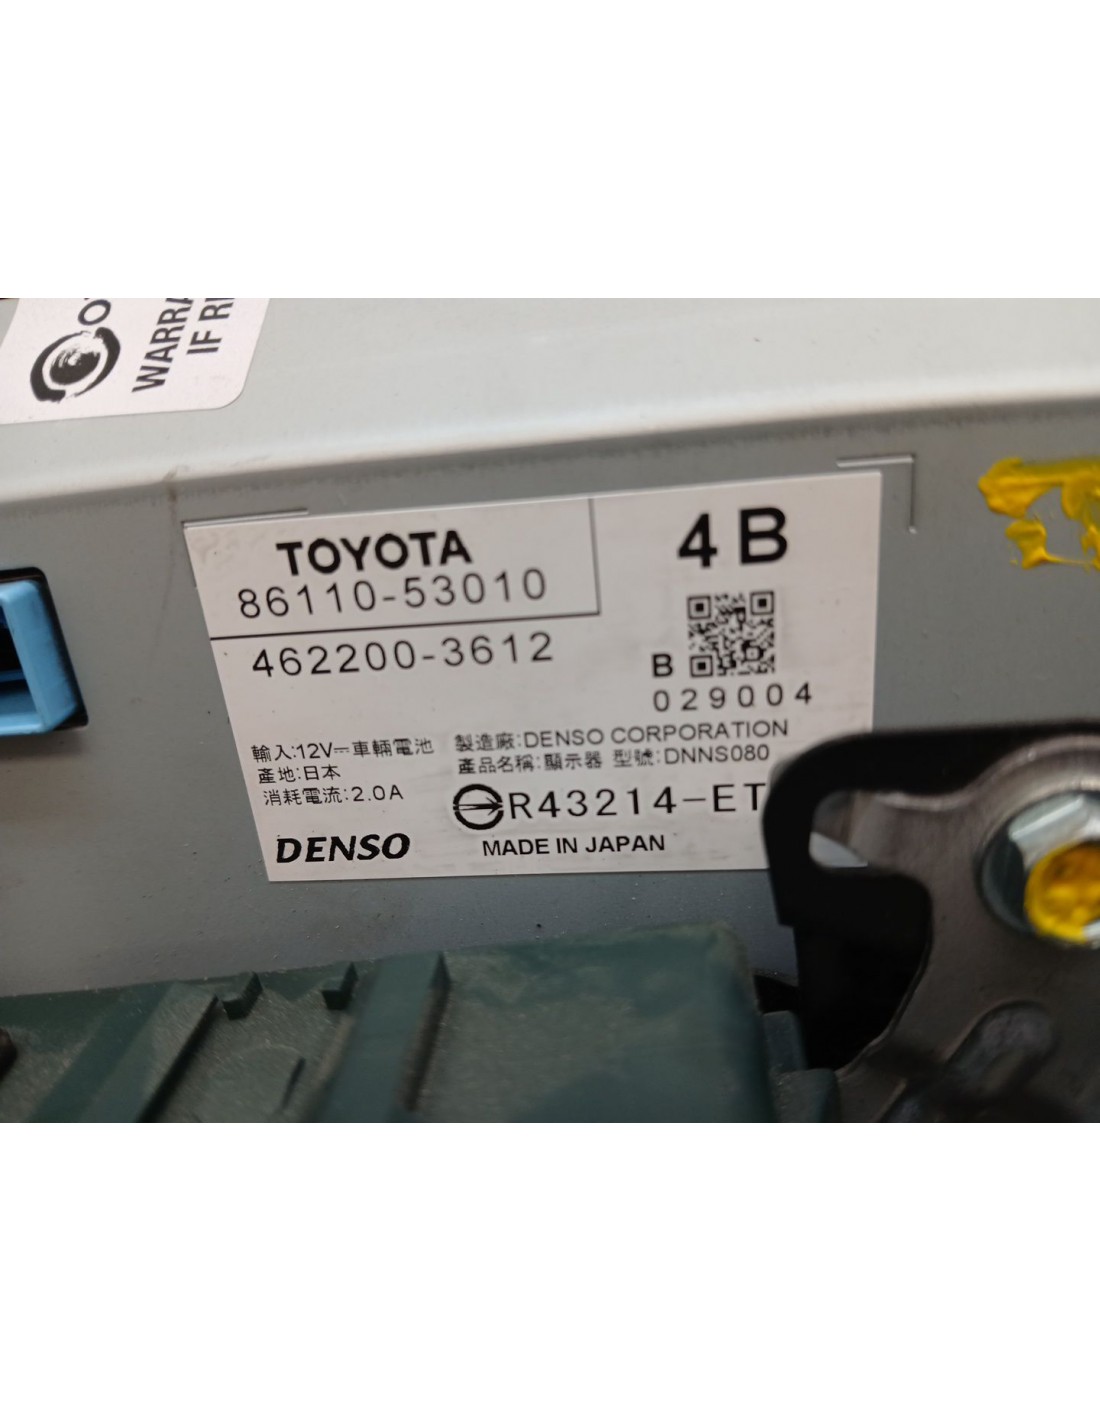 WARRA
IF R
TOYOTA
86110-53010
462200-3612
4B
B
029004
輸入:12V⎓車輛電池
產地:日本
消耗電流:2.0A
製造廠:DENSO CORPORATION
產品名稱:顯示器 型號:DNNS080
R43214-ET
DENSO
MADE IN JAPAN